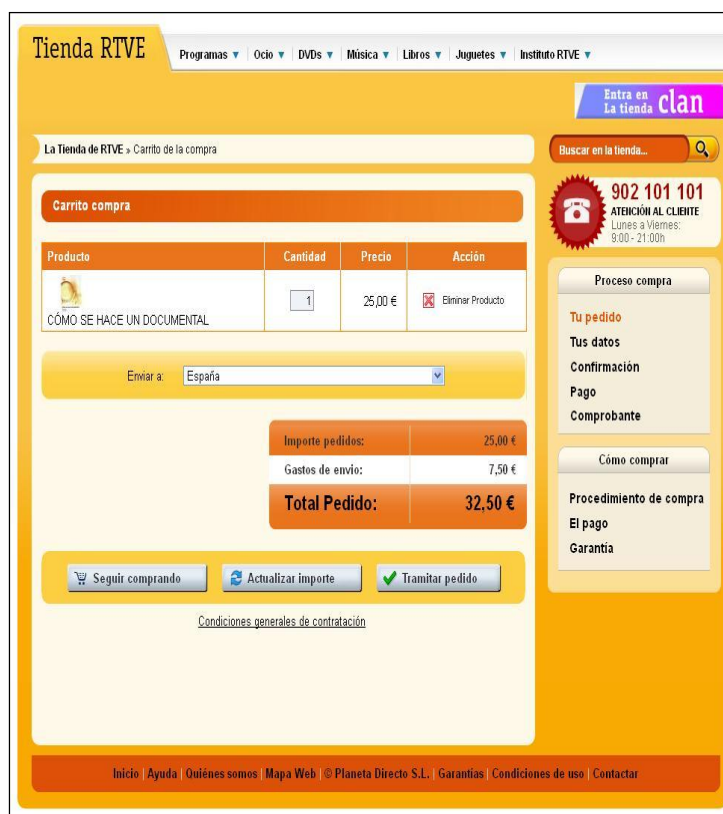 Tienda RTVE
Programas Ocio DVDs Música Libros Juguetes Instituto RTVE
Entra en
La tienda clan
La Tienda de RTVE » Carrito de la compra
Buscar en la tienda...
902 101 101
ATENCIÓN AL CLIENTE
Lunes a Viernes:
9:00 - 21:00h
Carrito compra
Producto Cantidad Precio Acción
1 25,00 € Eliminar Producto
CÓMO SE HACE UN DOCUMENTAL
Enviar a: España
Importe pedidos: 25,00 €
Gastos de envio: 7,50 €
Total Pedido: 32,50 €
Seguir comprando Actualizar importe Tramitar pedido
Condiciones generales de contratación
Proceso compra
Tu pedido
Tus datos
Confirmación
Pago
Comprobante
Cómo comprar
Procedimiento de compra
El pago
Garantía
Inicio | Ayuda | Quiénes somos | Mapa Web | © Planeta Directo S.L. | Garantías | Condiciones de uso | Contactar